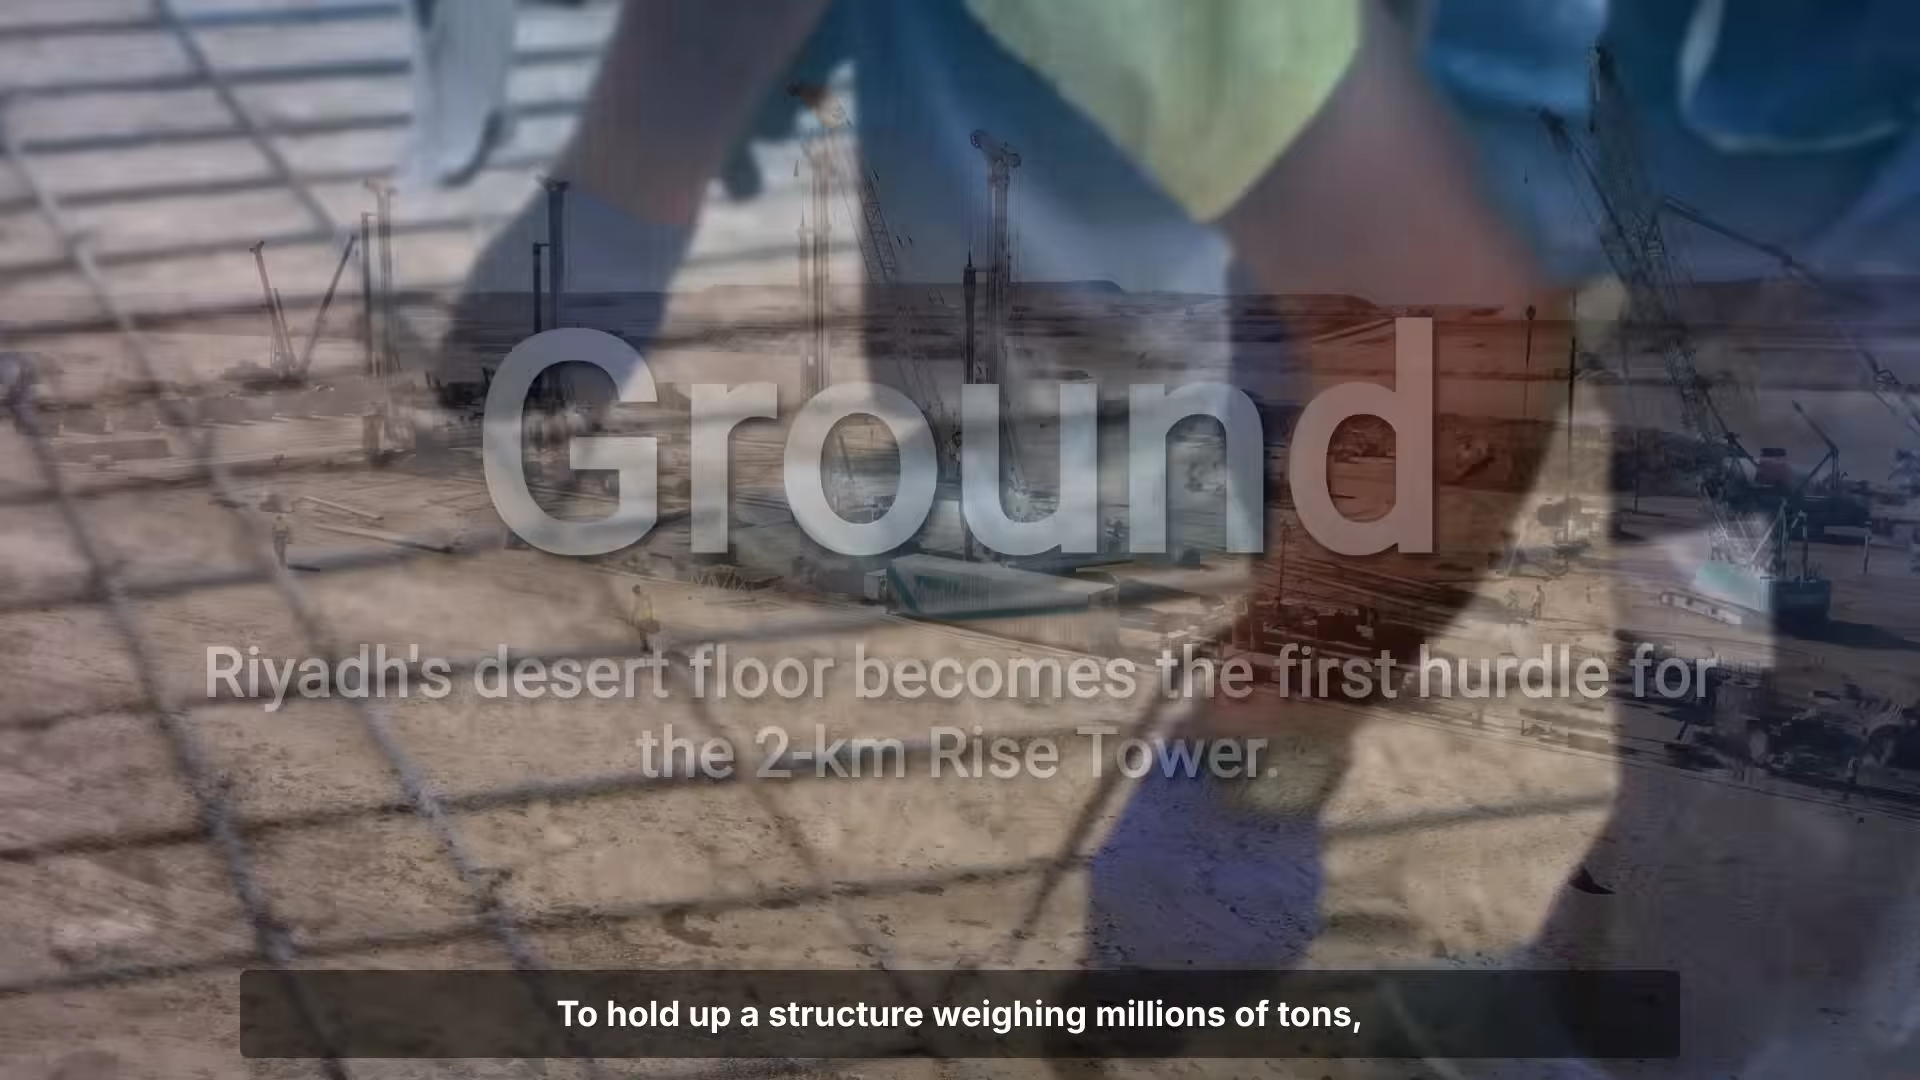 Ground
Riyadh's desert floor becomes the first hurdle for
the 2-km Rise Tower.
To hold up a structure weighing millions of tons,